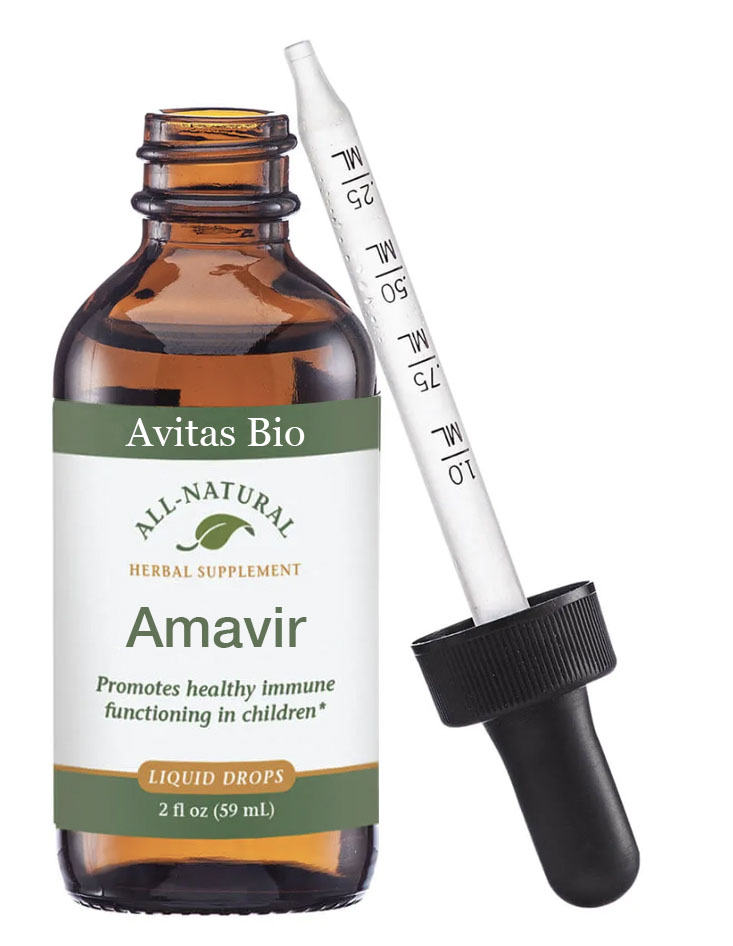 Avitas Bio
ALL-NATURAL
HERBAL SUPPLEMENT
Amavir
Promotes healthy immune
functioning in children*
LIQUID DROPS
2 fl oz (59 mL)
.25
ML
.50
ML
.75
ML
1.0
ML